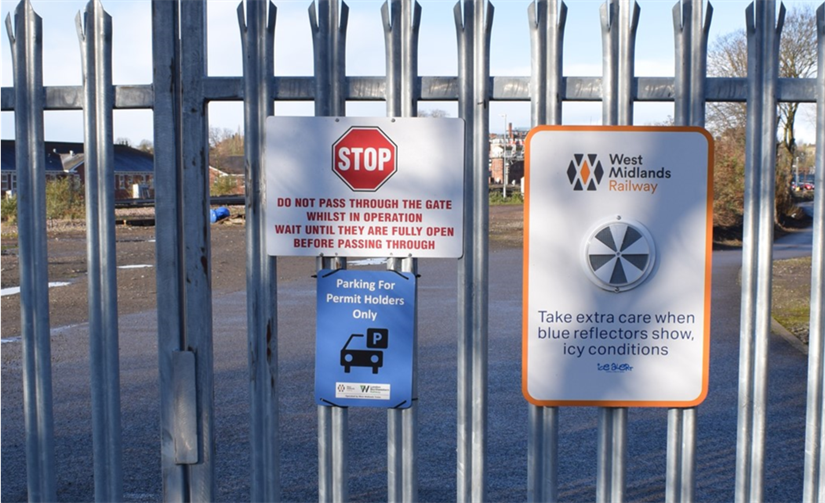 STOP
DO NOT PASS THROUGH THE GATE
WHILST IN OPERATION
WAIT UNTIL THEY ARE FULLY OPEN
BEFORE PASSING THROUGH
Parking For
Permit Holders
Only
P
West
Midlands
Railway
Take extra care when
blue reflectors show,
icy conditions